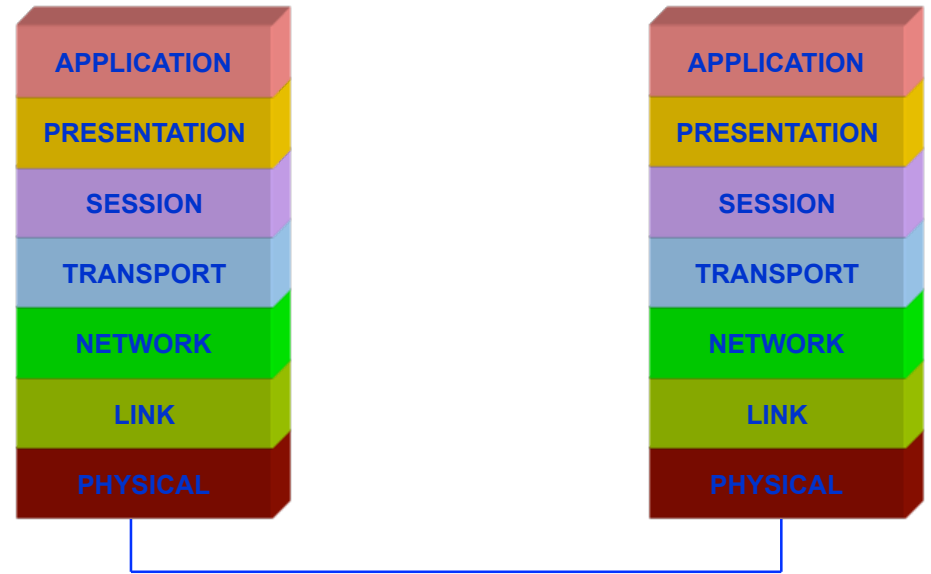 APPLICATION
PRESENTATION
SESSION
TRANSPORT
NETWORK
LINK
PHYSICAL
APPLICATION
PRESENTATION
SESSION
TRANSPORT
NETWORK
LINK
PHYSICAL